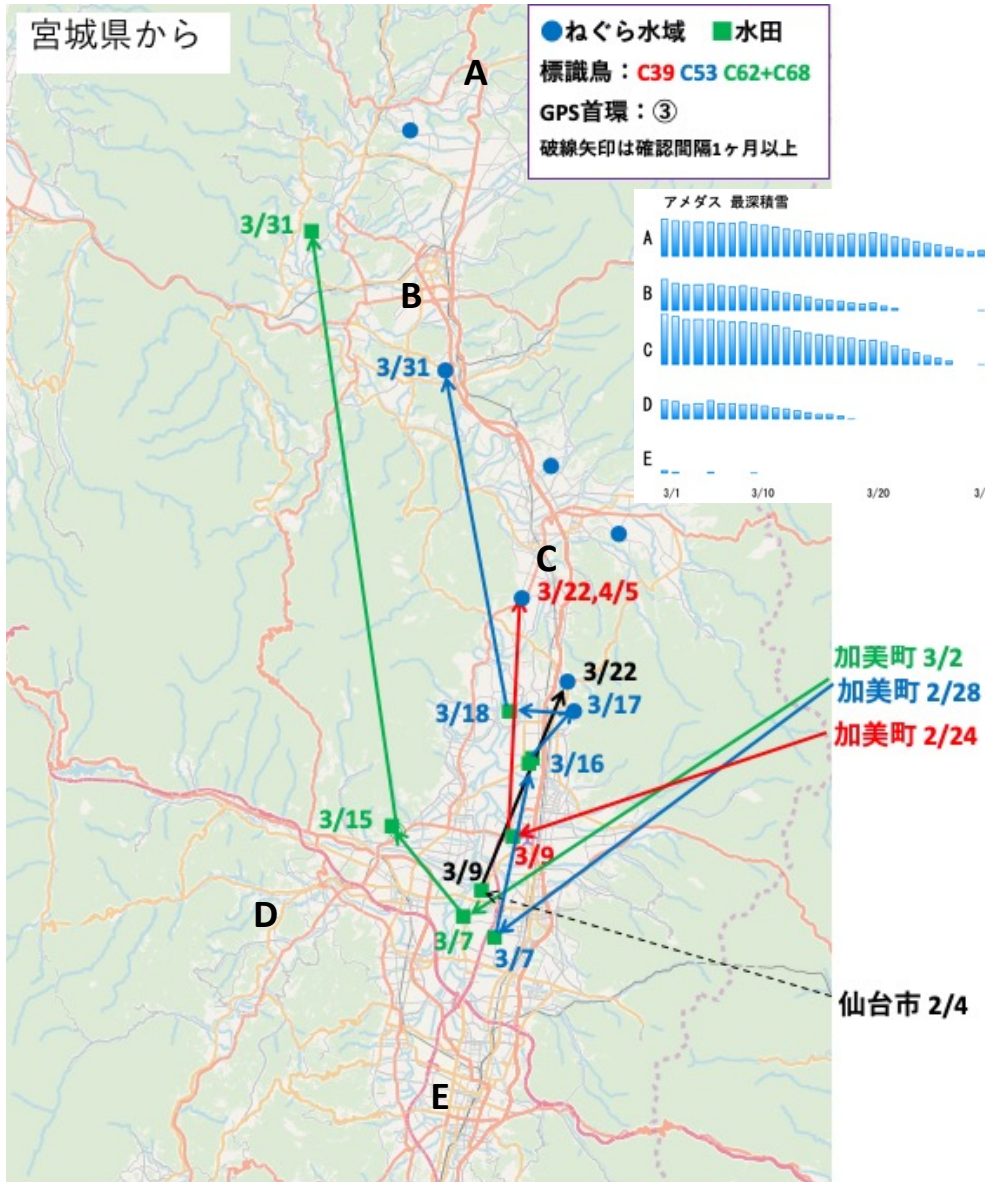 宮城県から
●ねぐら水域 ■水田
標識鳥：C39 C53 C62+C68
GPS首環：③
破線矢印は確認間隔1ヶ月以上
アメダス 最深積雪
A
B
C
D
E
3/1 3/10 3/20 3/
A
3/31
B
3/31
C
3/22,4/5
3/22
3/18
3/17
3/16
3/15
3/9
3/9
D
3/7
3/7
E
加美町 3/2
加美町 2/28
加美町 2/24
仙台市 2/4